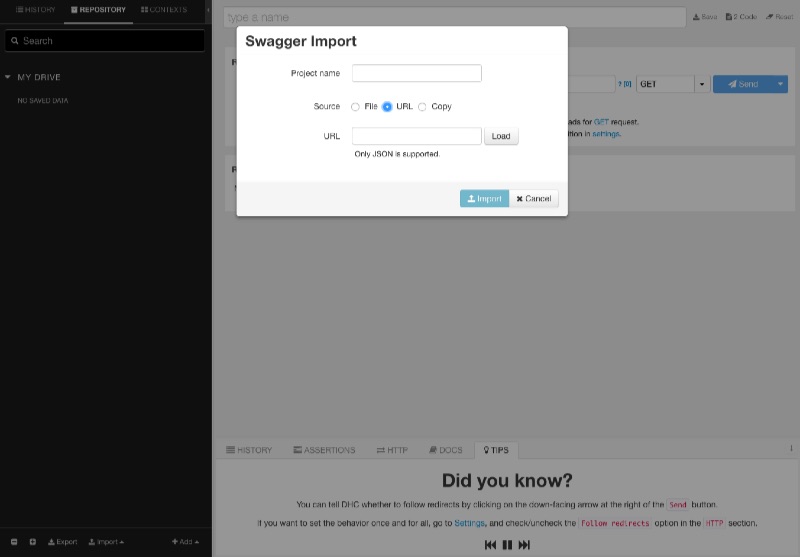 HISTORY REPOSITORY CONTEXTS
type a name
Save 2 Code Reset
Search
Swagger Import
MY DRIVE
Project name
NO SAVED DATA
? [0] GET Send
Source File URL Copy
ads for GET request.
ition in settings.
URL Load
Only JSON is supported.
Import Cancel
HISTORY ASSERTIONS HTTP DOCS TIPS
Did you know?
You can tell DHC whether to follow redirects by clicking on the down-facing arrow at the right of the Send button.
If you want to set the behavior once and for all, go to Settings, and check/uncheck the Follow redirects option in the HTTP section.
Export Import Add